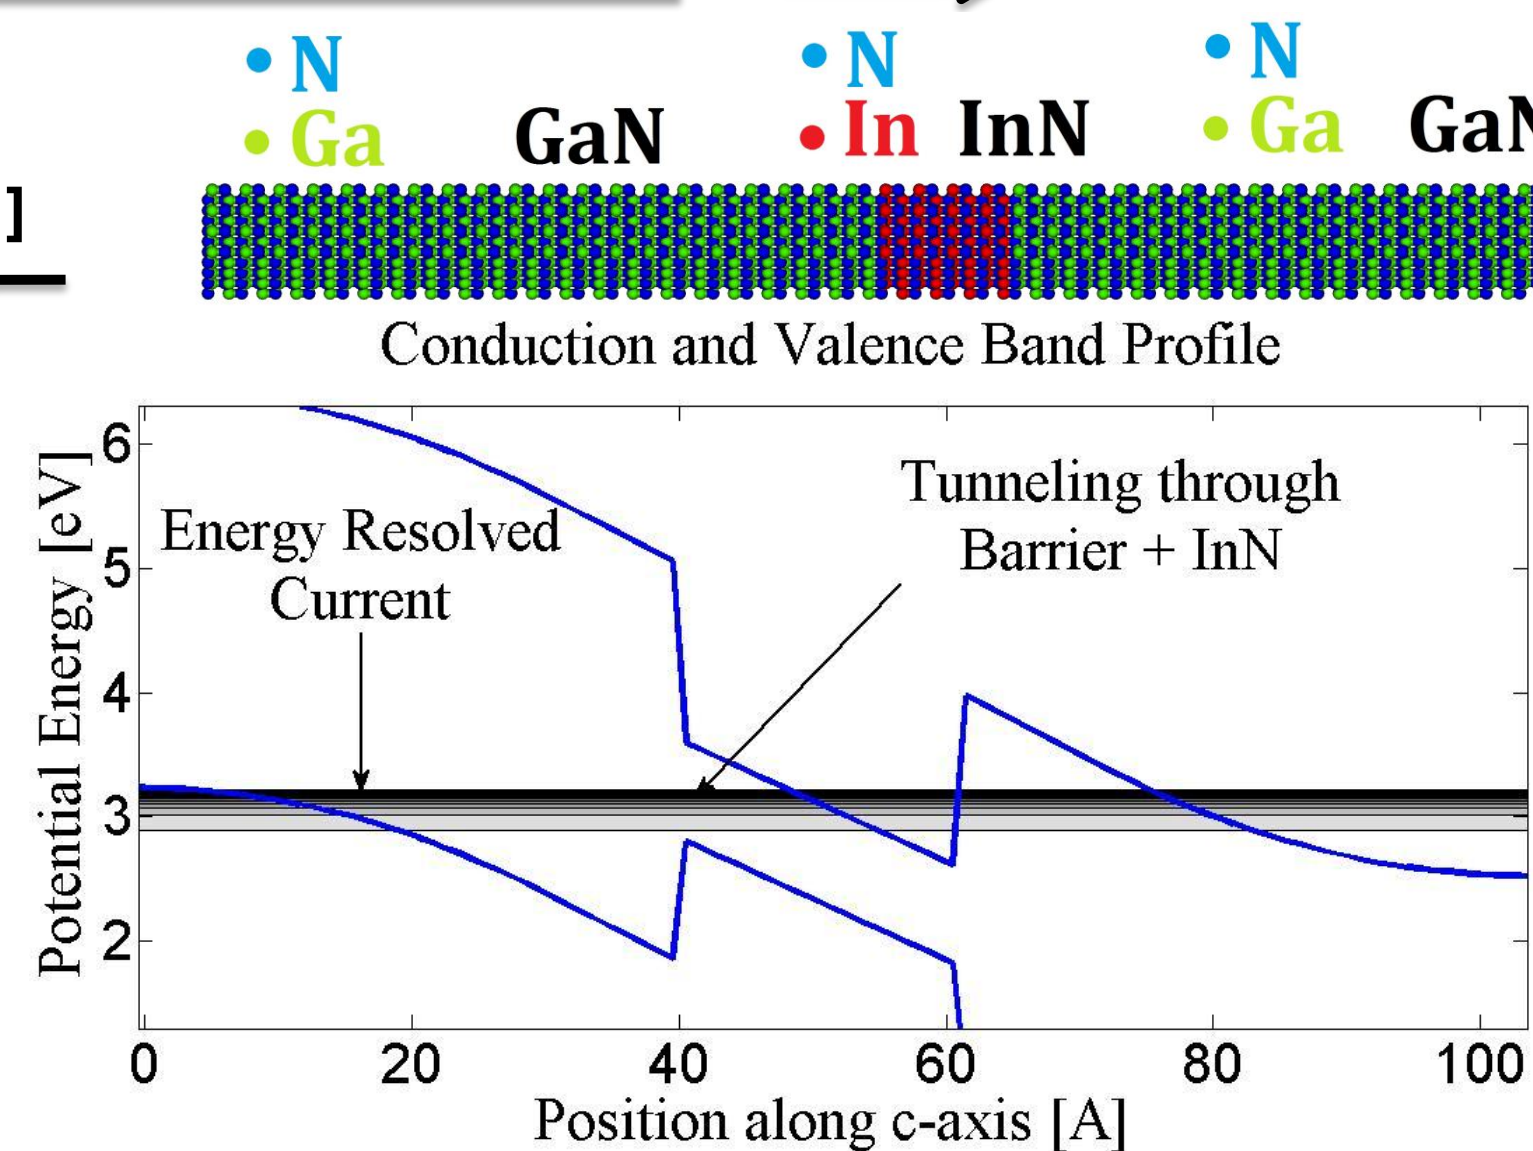 • N
• Ga
GaN
• N
• In
InN
• N
• Ga
]
Conduction and Valence Band Profile
Potential Energy [eV]
6
5
4
3
2
Energy Resolved
Current
Tunneling through
Barrier + InN
0
20
40
60
80
100
Position along c-axis [A]